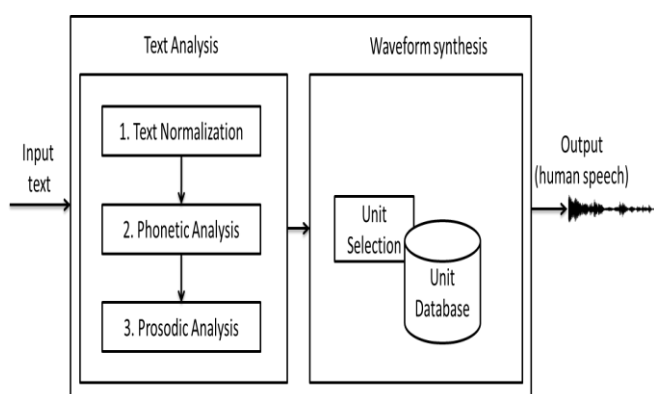 Text Analysis
Waveform synthesis
Input
text
1. Text Normalization
2. Phonetic Analysis
3. Prosodic Analysis
Unit
Selection
Unit
Database
Output
(human speech)